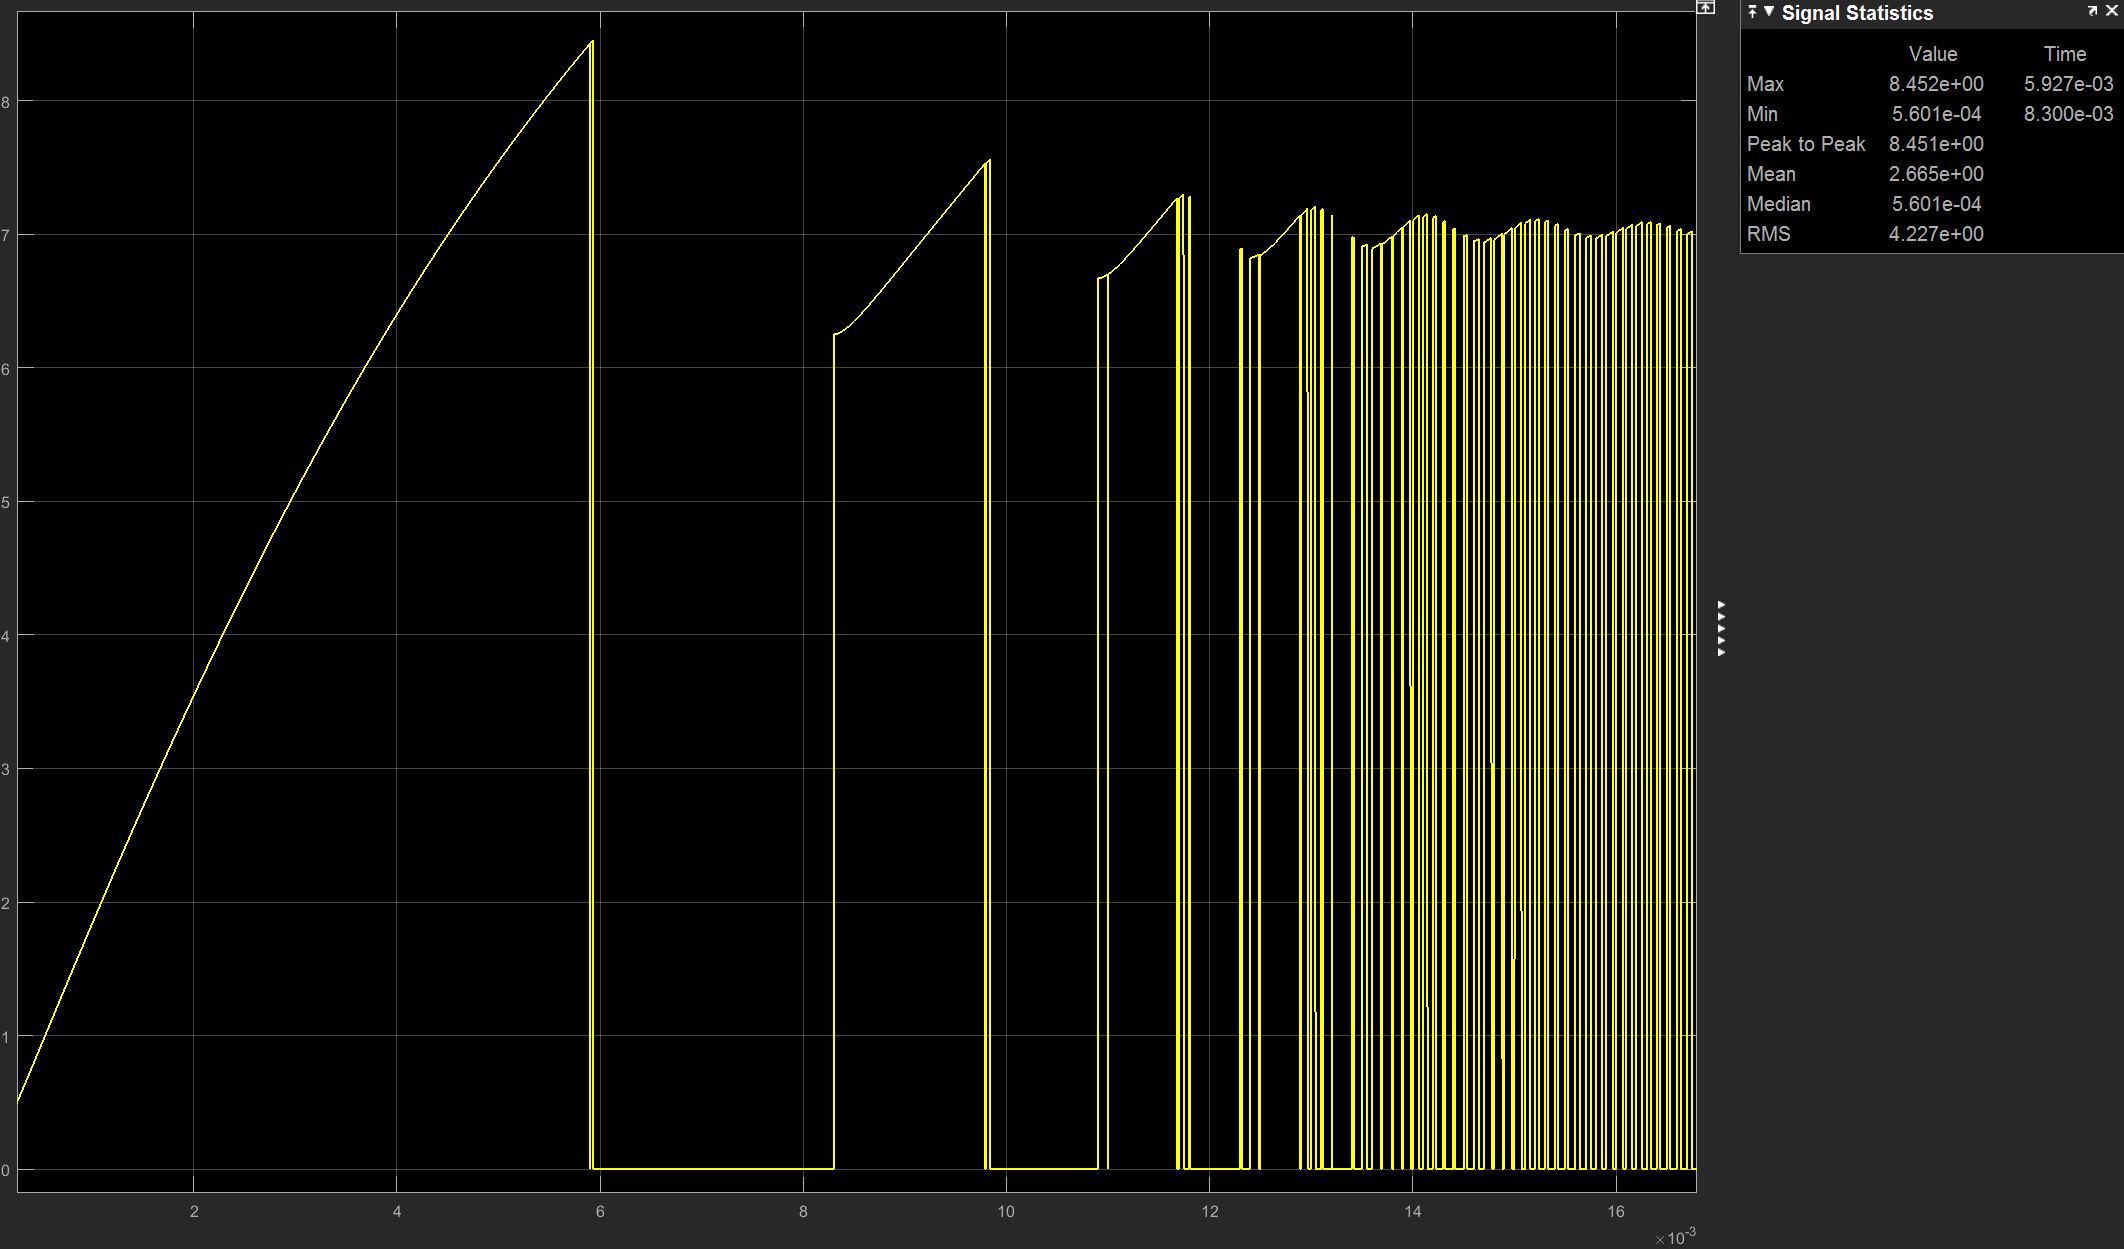 Signal Statistics
Value Time
Max 8.452e+00 5.927e-03
Min 5.601e-04 8.300e-03
Peak to Peak 8.451e+00
Mean 2.665e+00
Median 5.601e-04
RMS 4.227e+00
8
7
6
5
4
3
2
1
0
2 4 6 8 10 12 14 16
×10-3